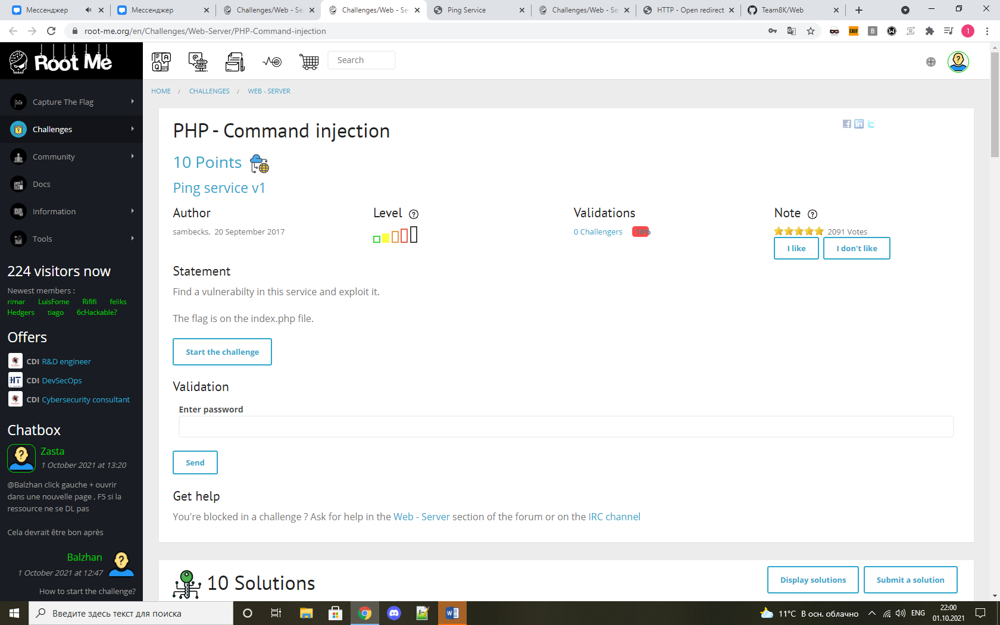 Мессенджер
Мессенджер
Challenges/Web - Se
Challenges/Web - Se
Ping Service
Challenges/Web - Se
HTTP - Open redirect
Team8K/Web
root-me.org/en/Challenges/Web-Server/PHP-Command-injection
EXIF
B
1
Root Me
Search
Capture The Flag
Challenges
Community
Docs
Information
Tools
224 visitors now
Newest members :
rimar LuisFome Rififi feliks
Hedgers tiago 6cHackable?
Offers
CDI R&D engineer
CDI DevSecOps
CDI Cybersecurity consultant
Chatbox
Zasta
1 October 2021 at 13:20
@Balzhan click gauche + ouvrir
dans une nouvelle page , F5 si la
ressource ne se DL pas
Cela devrait être bon après
Balzhan
1 October 2021 at 12:47
How to start the challenge?
HOME / CHALLENGES / WEB - SERVER
PHP - Command injection
10 Points
Ping service v1
Author
sambecks, 20 September 2017
Level
Validations
0 Challengers 18%
Note
2091 Votes
I like
I don't like
Statement
Find a vulnerabilty in this service and exploit it.
The flag is on the index.php file.
Start the challenge
Validation
Enter password
Send
Get help
You're blocked in a challenge ? Ask for help in the Web - Server section of the forum or on the IRC channel
10 Solutions
Display solutions
Submit a solution
Введите здесь текст для поиска
11°C В осн. облачно
ENG
22:00
01.10.2021